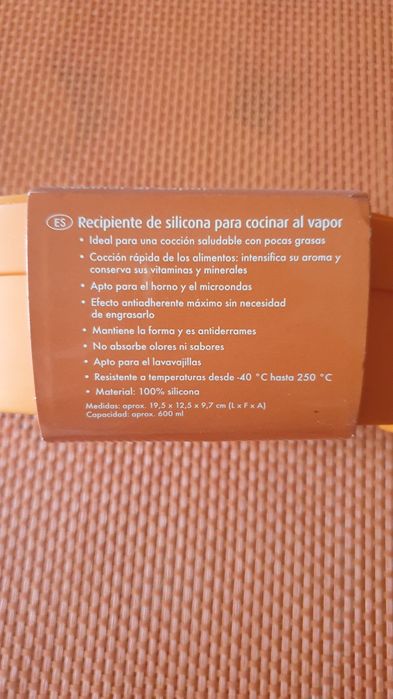 ES Recipiente de silicona para cocinar al vapor
• Ideal para una cocción saludable con pocas grasas
• Cocción rápida de los alimentos: intensifica su aroma y
conserva sus vitaminas y minerales
• Apto para el horno y el microondas
• Efecto antiadherente máximo sin necesidad
de engrasarlo
• Mantiene la forma y es antiderrames
• No absorbe olores ni sabores
• Apto para el lavavajillas
• Resistente a temperaturas desde -40 °C hasta 250 °C
• Material: 100% silicona
Medidas: aprox. 19,5 x 12,5 x 9,7 cm (L x F x A)
Capacidad: aprox. 600 ml